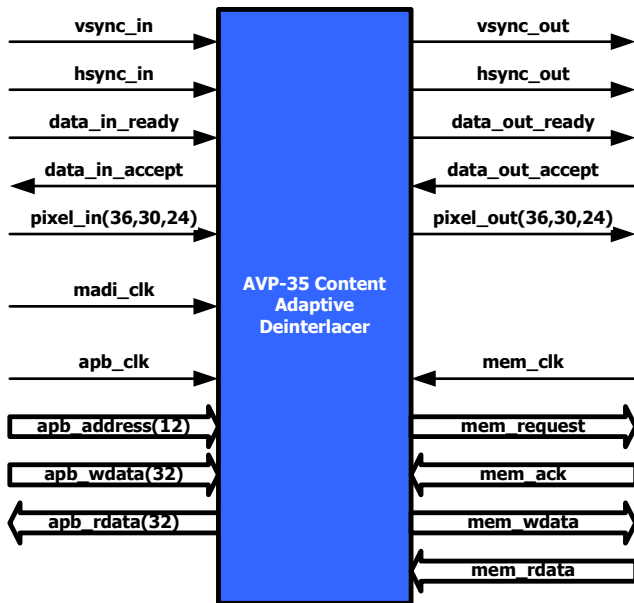 vsync_in
vsync_out
hsync_in
hsync_out
data_in_ready
data_out_ready
data_in_accept
data_out_accept
pixel_in(36,30,24)
pixel_out(36,30,24)
AVP-35 Content
Adaptive
Deinterlacer
madi_clk
apb_clk
mem_clk
apb_address(12)
mem_request
apb_wdata(32)
mem_ack
apb_rdata(32)
mem_wdata
mem_rdata